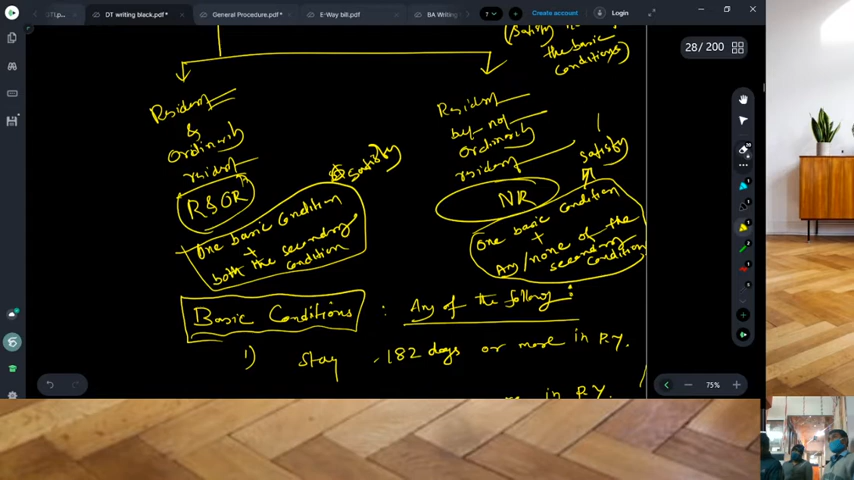 DT writing black.pdf*
General Procedure.pdf*
E-Way bill.pdf
BA Writing
7
Create account
Login
28 / 200
(Satisfy
the basic
Conditions)
Resident
&
Ordinarily
resident
R&OR
Satisfy
One basic Condition
+
both the secondary
condition
Resident
but not
Ordinarily
resident
NR
Satisfy
One basic Condition
+
Any/none of the
secondary
Condition
Basic Conditions : Any of the following :
1) Stay 182 days or more in P.Y.
in P.Y.
75%